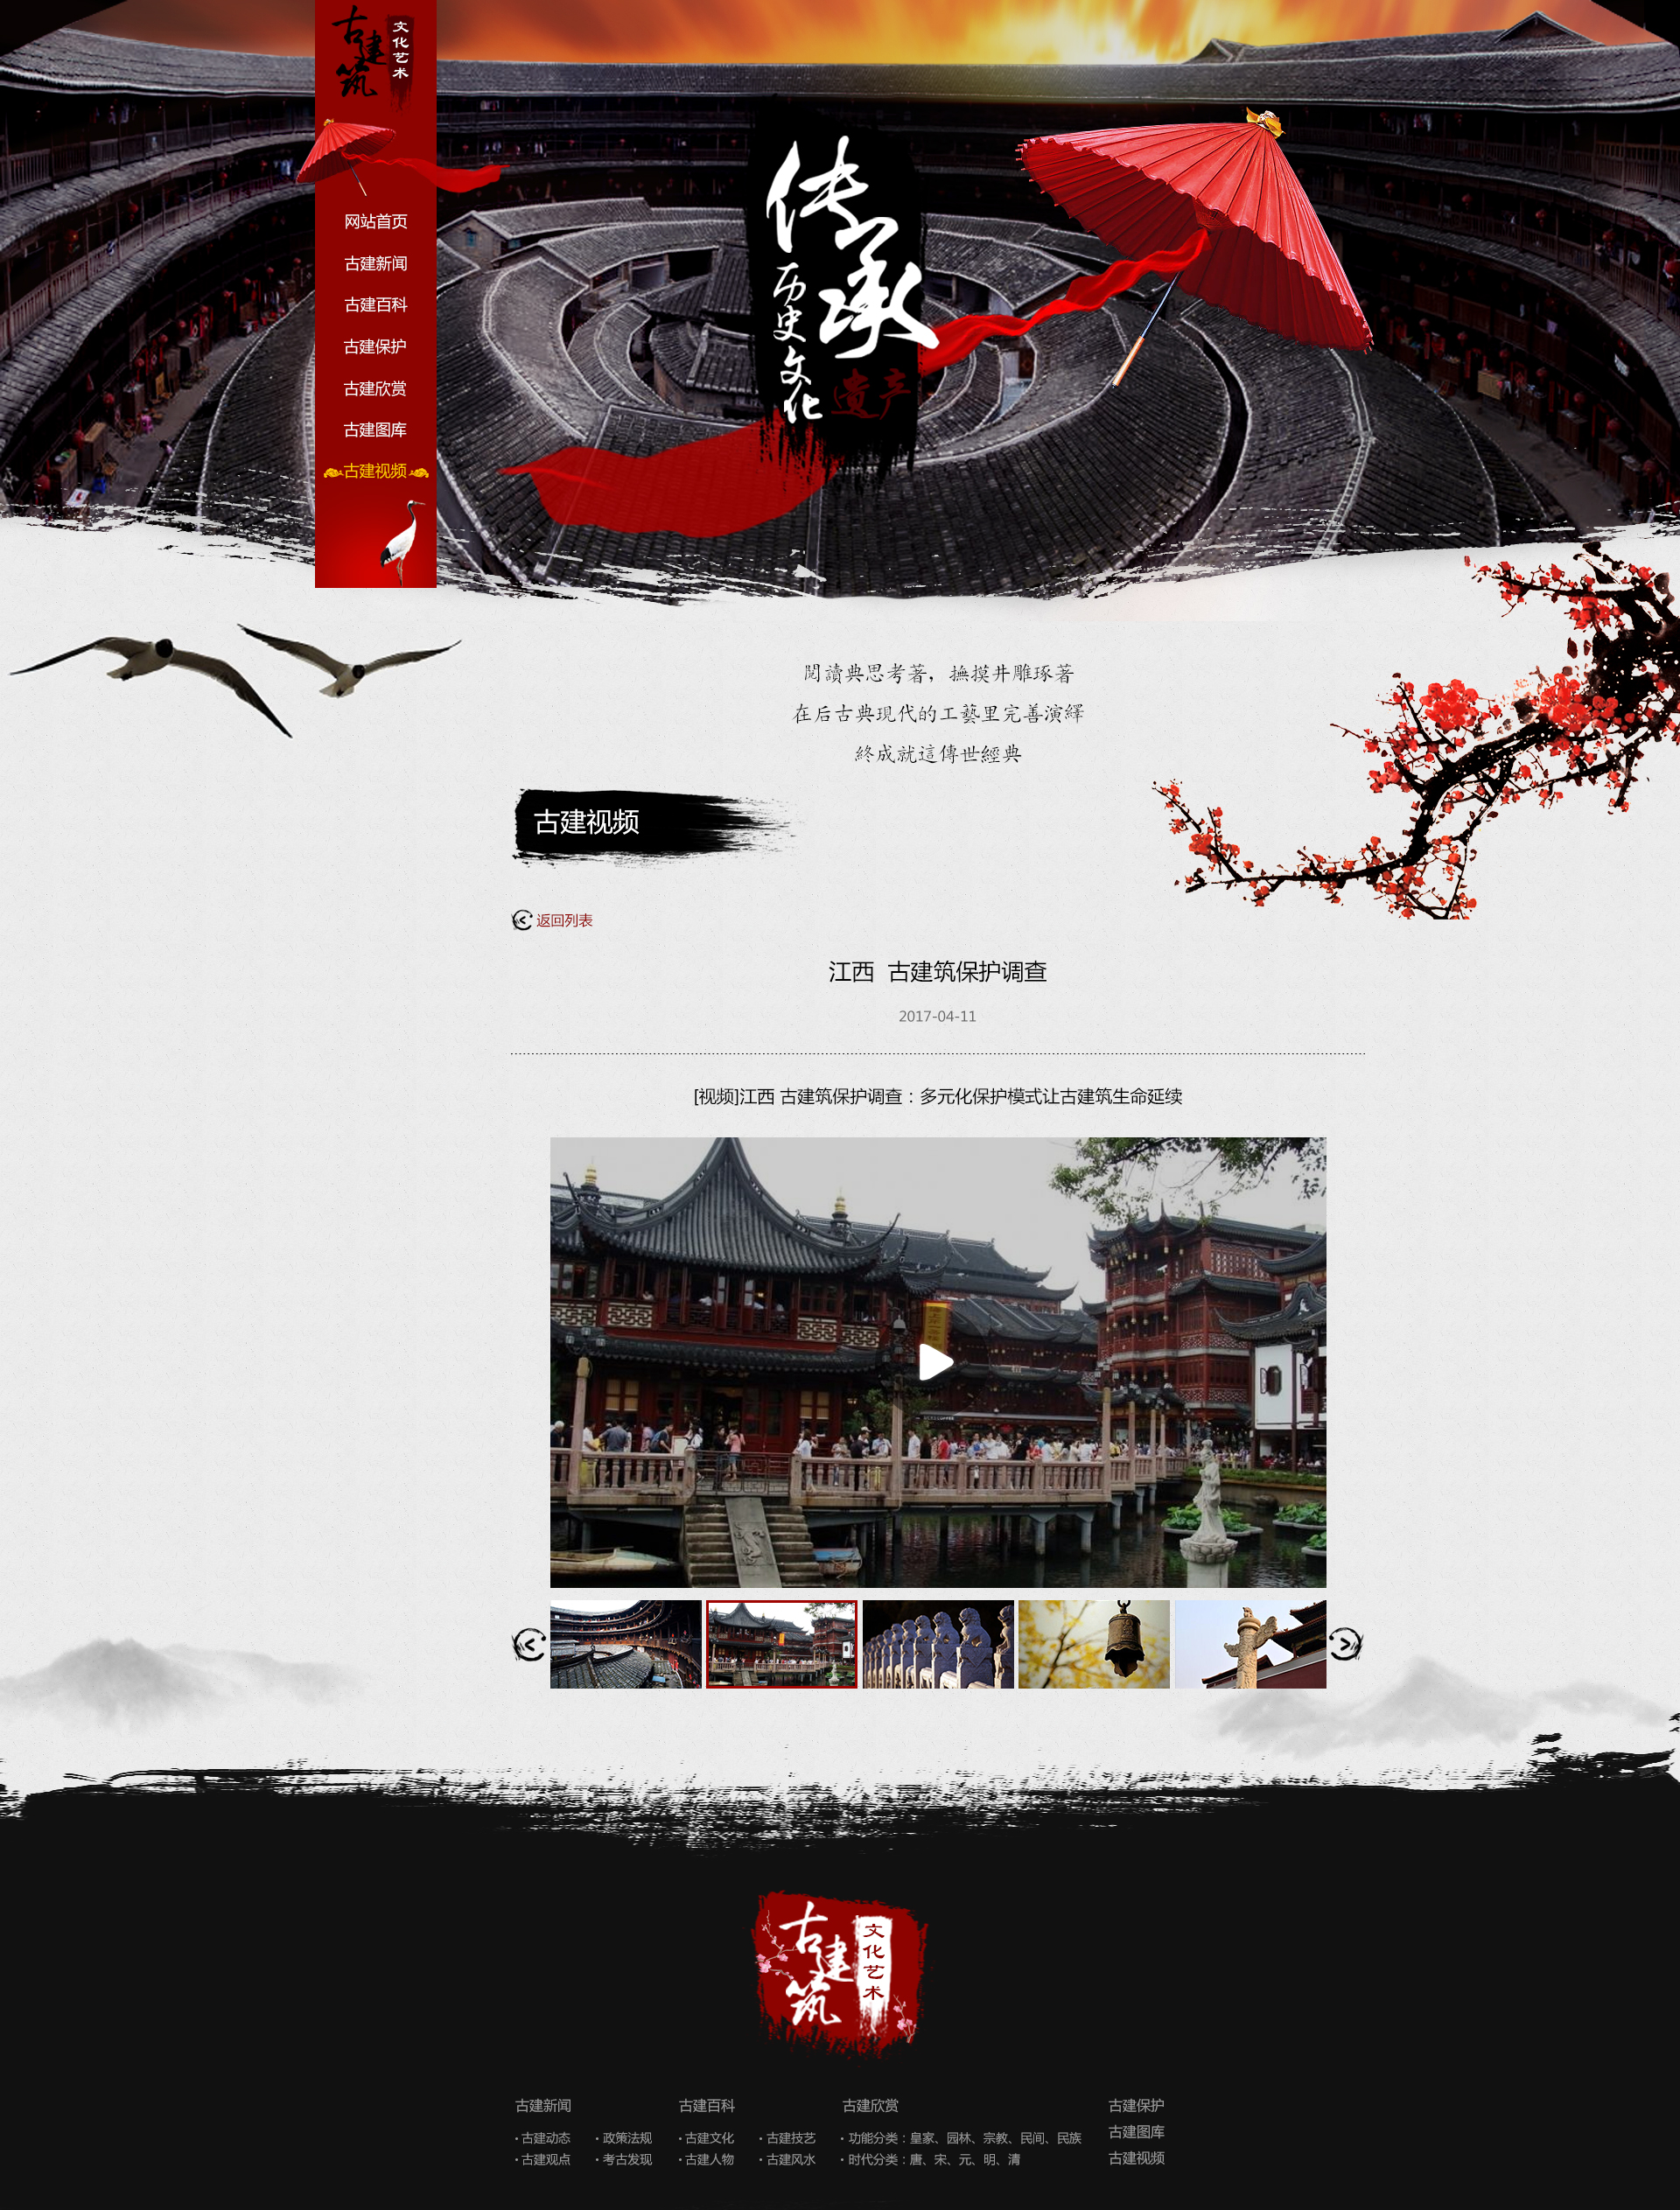 古建筑
文化艺术
网站首页
古建新闻
古建百科
古建保护
古建欣赏
古建图库
古建视频
传承
历史文化
遗产
閱讀典思考著，撫摸井雕琢著
在后古典现代的工藝里完善演繹
終成就這傳世經典
古建视频
返回列表
江西 古建筑保护调查
2017-04-11
[视频]江西 古建筑保护调查：多元化保护模式让古建筑生命延续
古建筑
文化艺术
古建新闻 古建百科 古建欣赏 古建保护
古建图库
· 古建动态 · 政策法规 · 古建文化 · 古建技艺 · 功能分类：皇家、园林、宗教、民间、民族
古建视频
· 古建观点 · 考古发现 · 古建人物 · 古建风水 · 时代分类：唐、宋、元、明、清